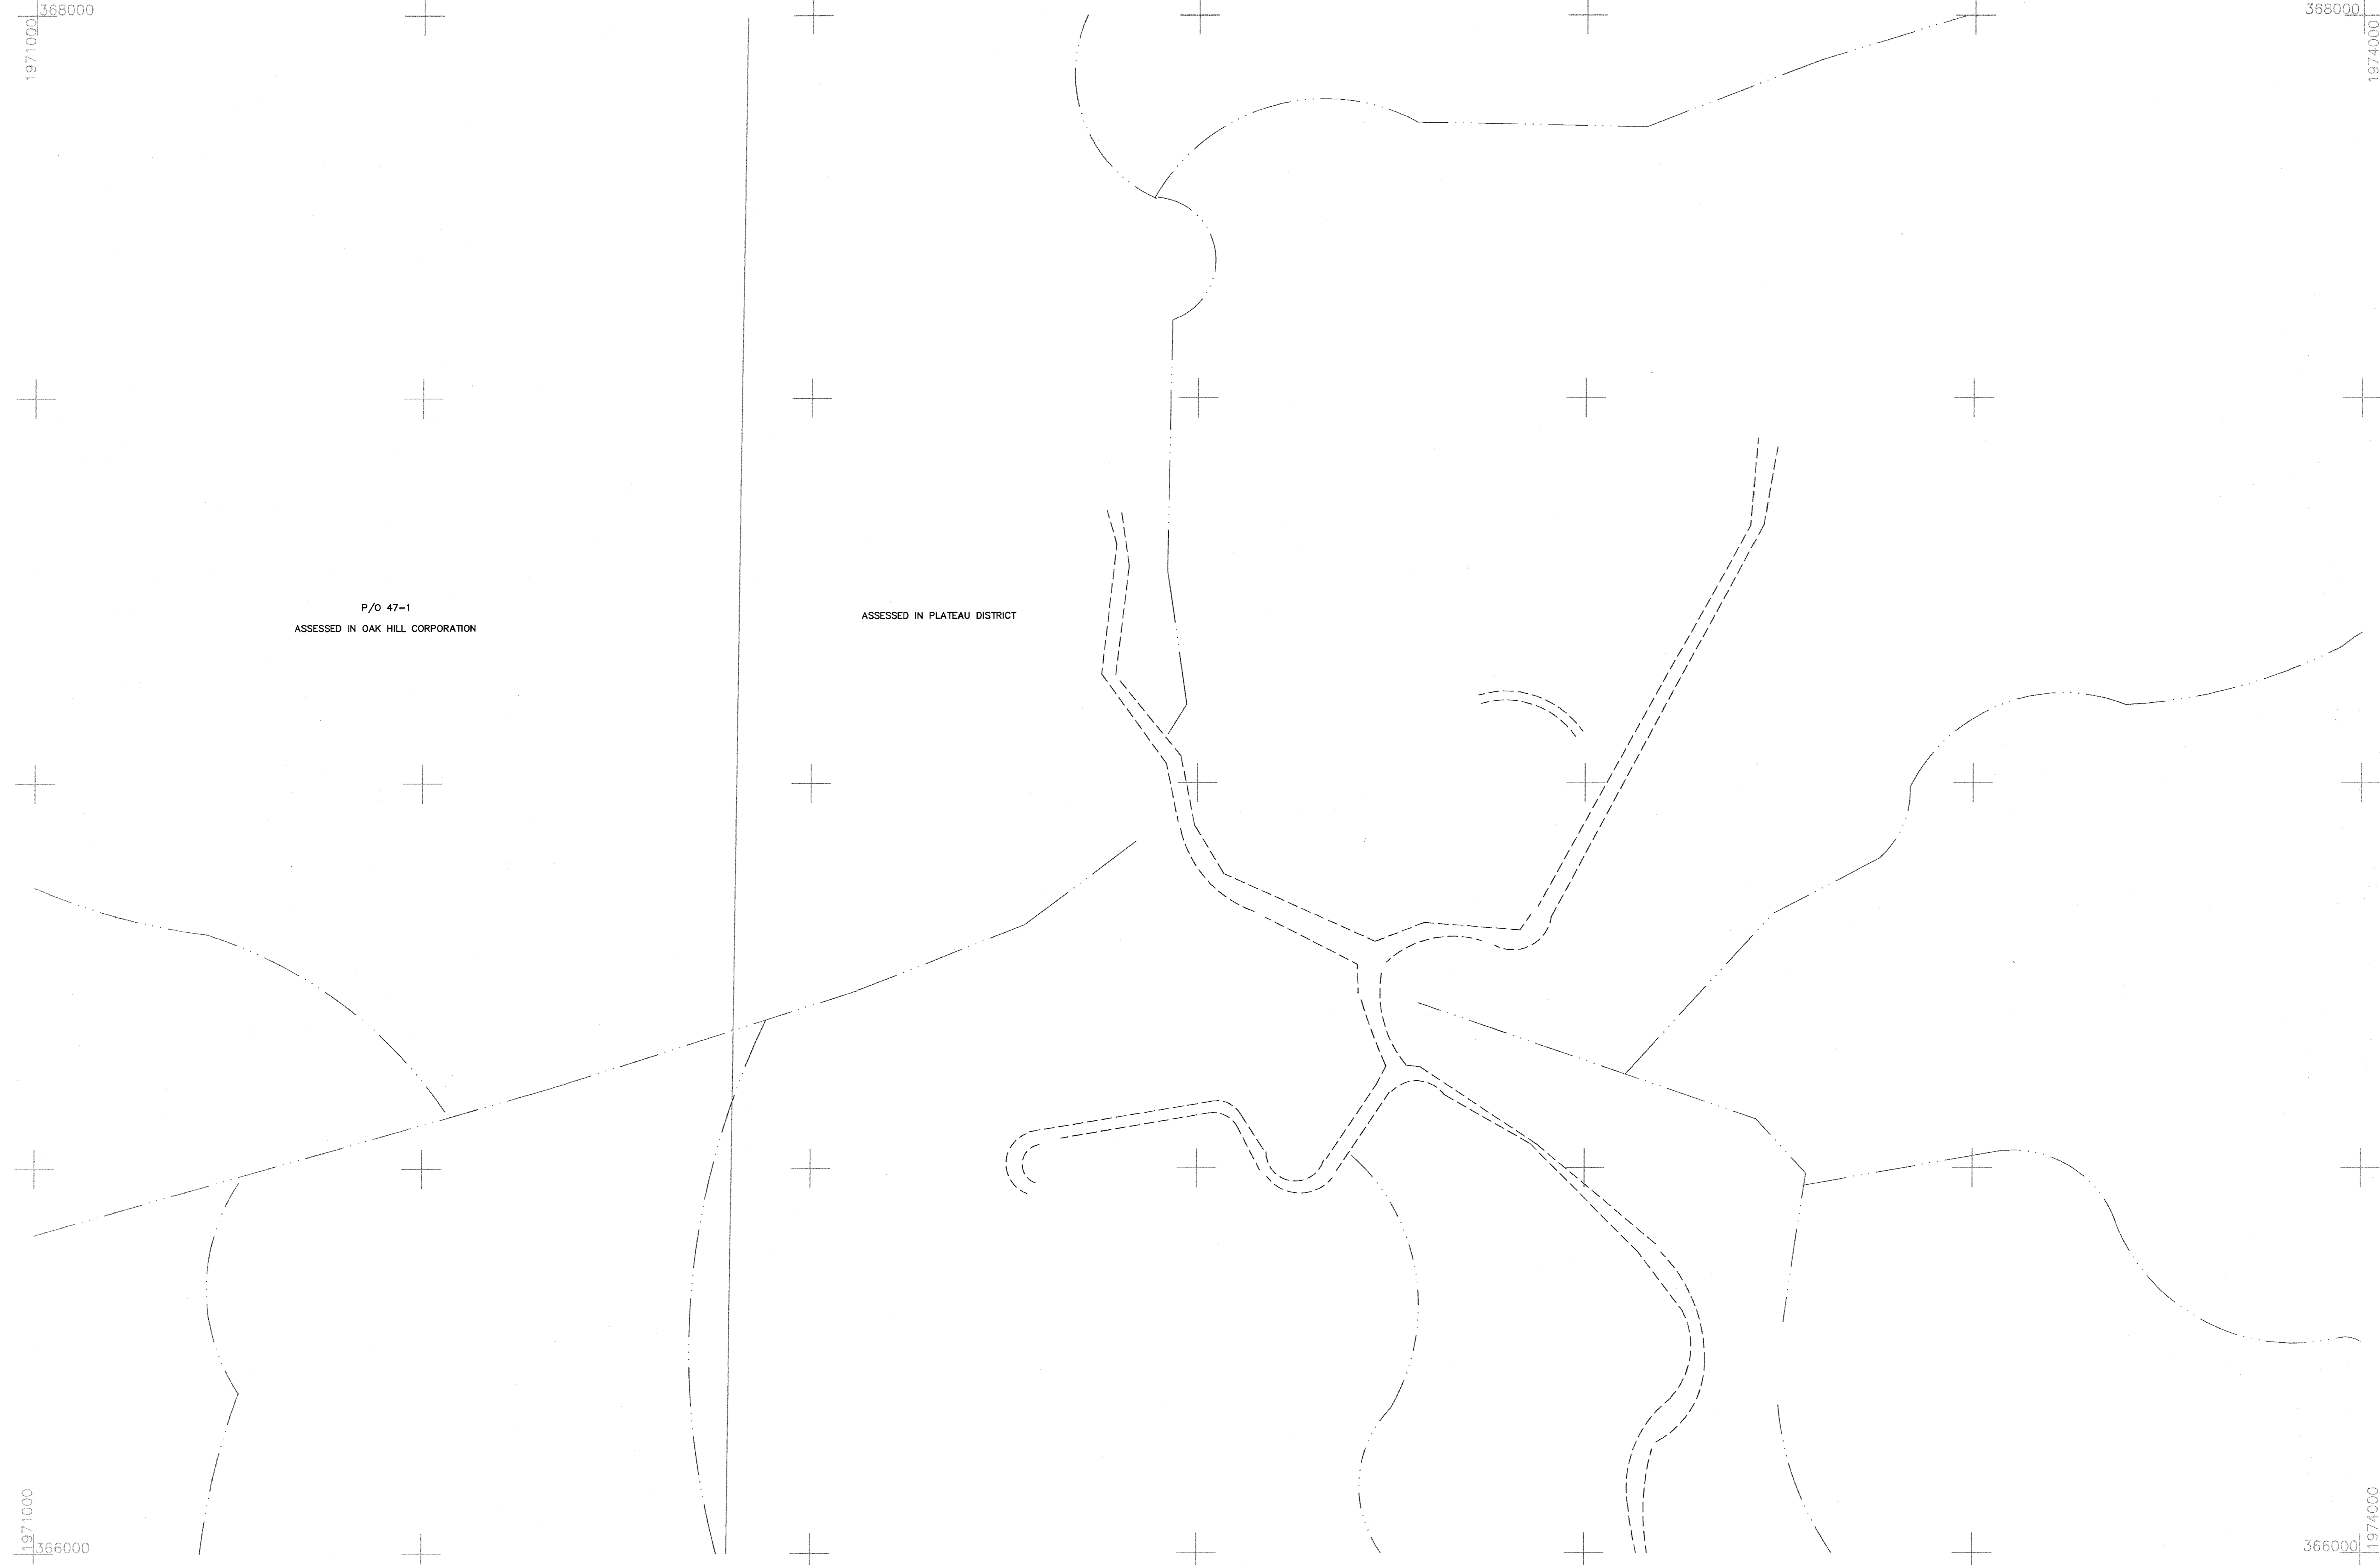 368000
368000
1971000
1974000
P/O 47-1
ASSESSED IN OAK HILL CORPORATION
ASSESSED IN PLATEAU DISTRICT
1971000
1974000
366000
366000